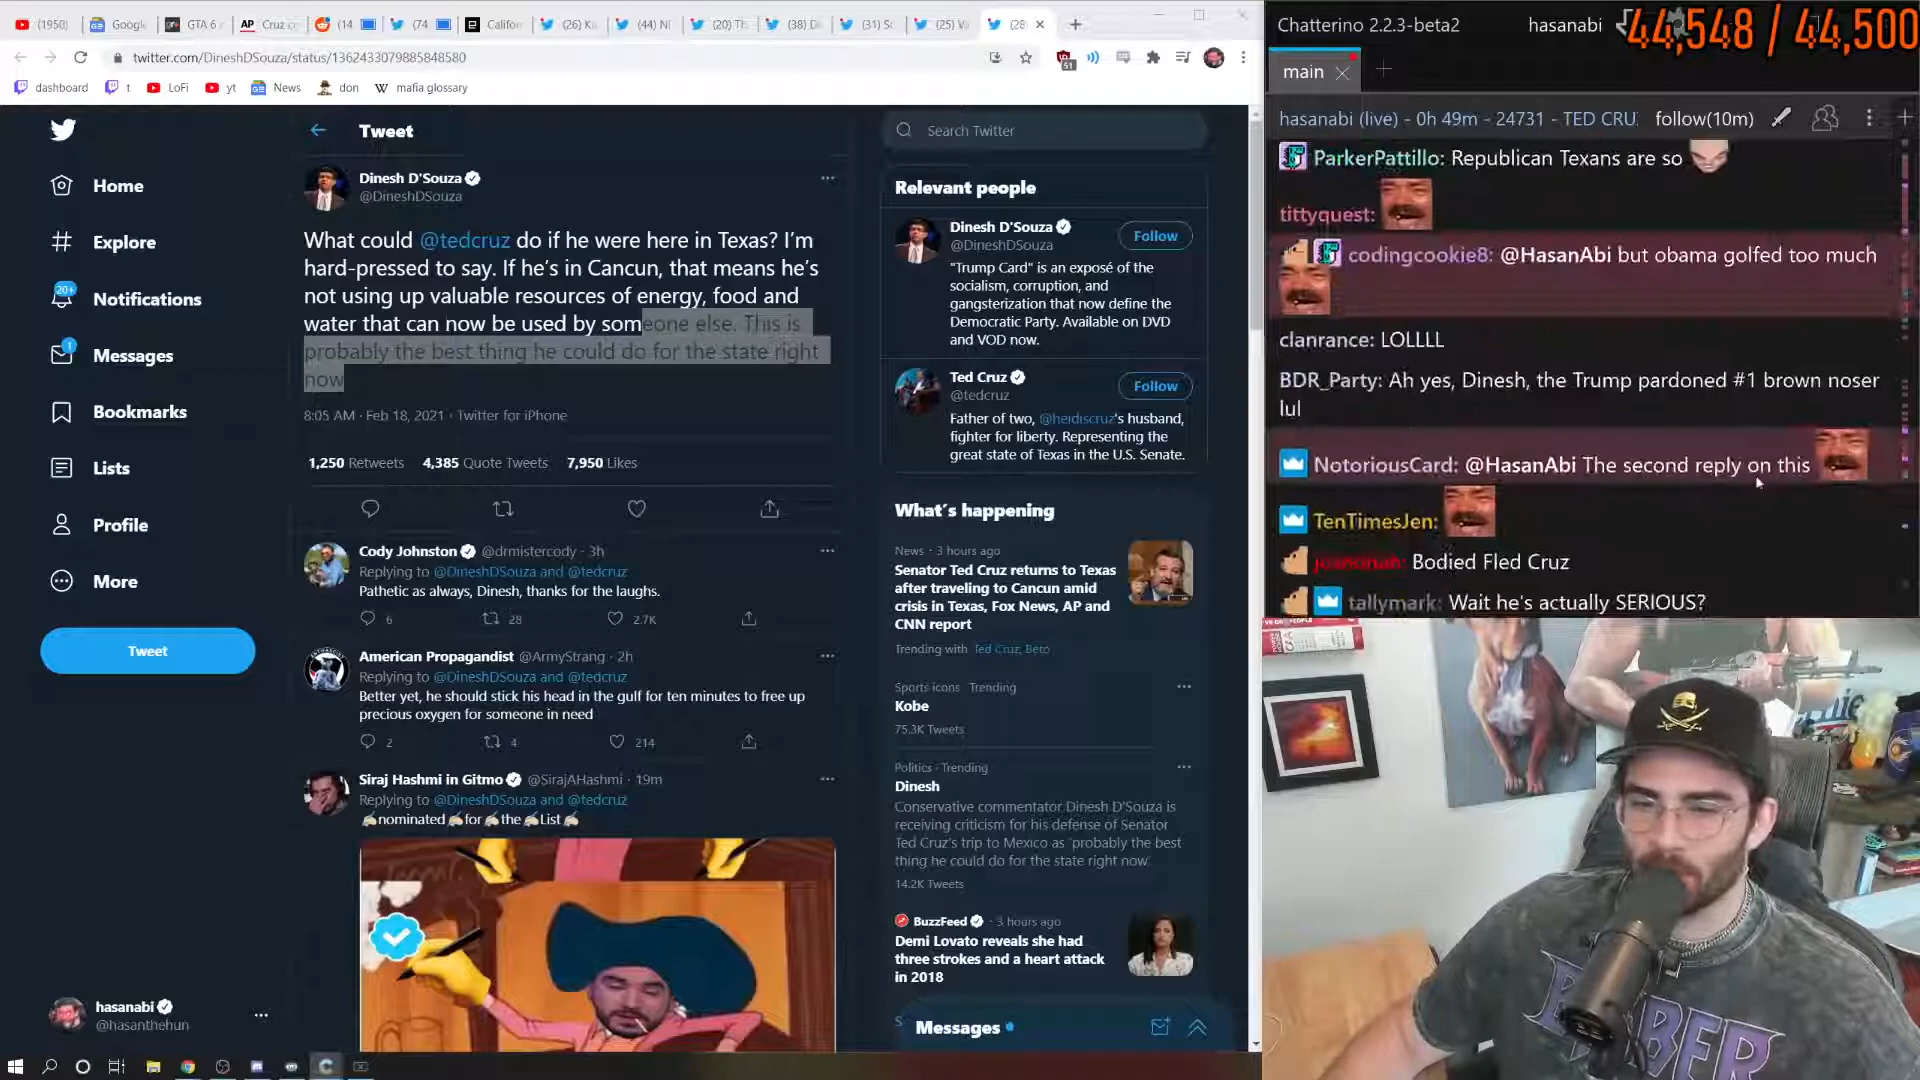 (1950)
Google
GTA 6
Cruz c
(14
(74
Califor
(26) K
(44) N
(20) T
(38) D
(31) S
(25) V
(28)
twitter.com/DineshDSouza/status/1362433079885848580
51
dashboard
t
LoFi
yt
News
don
mafia glossary
Home
Explore
20+
Notifications
1
Messages
Bookmarks
Lists
Profile
More
Tweet
hasanabi
@hasanthehun
Tweet
Dinesh D'Souza
@DineshDSouza
What could @tedcruz do if he were here in Texas? I'm
hard-pressed to say. If he's in Cancun, that means he's
not using up valuable resources of energy, food and
water that can now be used by someone else. This is
probably the best thing he could do for the state right
now
8:05 AM · Feb 18, 2021 · Twitter for iPhone
1,250 Retweets 4,385 Quote Tweets 7,950 Likes
Cody Johnston @drmistercody · 3h
Replying to @DineshDSouza and @tedcruz
Pathetic as always, Dinesh, thanks for the laughs.
6 28 2.7K
American Propagandist @ArmyStrang · 2h
Replying to @DineshDSouza and @tedcruz
Better yet, he should stick his head in the gulf for ten minutes to free up
precious oxygen for someone in need
2 4 214
Siraj Hashmi in Gitmo @SirajAHashmi · 19m
Replying to @DineshDSouza and @tedcruz
✍🏻nominated✍🏻for✍🏻the✍🏻List✍🏻
Search Twitter
Relevant people
Dinesh D'Souza
@DineshDSouza
Follow
"Trump Card" is an exposé of the
socialism, corruption, and
gangsterization that now define the
Democratic Party. Available on DVD
and VOD now.
Ted Cruz
@tedcruz
Follow
Father of two, @heidiscruz's husband,
fighter for liberty. Representing the
great state of Texas in the U.S. Senate.
What's happening
News · 3 hours ago
Senator Ted Cruz returns to Texas
after traveling to Cancun amid
crisis in Texas, Fox News, AP and
CNN report
Trending with Ted Cruz, Beto
Sports icons · Trending
Kobe
75.3K Tweets
Politics · Trending
Dinesh
Conservative commentator Dinesh D'Souza is
receiving criticism for his defense of Senator
Ted Cruz's trip to Mexico as 'probably the best
thing he could do for the state right now'
14.2K Tweets
BuzzFeed · 3 hours ago
Demi Lovato reveals she had
three strokes and a heart attack
in 2018
S
Messages
Chatterino 2.2.3-beta2
hasanabi
44,548 / 44,500
main
hasanabi (live) - 0h 49m - 24731 - TED CRU
follow(10m)
ParkerPattillo: Republican Texans are so
tittyquest:
codingcookie8: @HasanAbi but obama golfed too much
clanrance: LOLLLL
BDR_Party: Ah yes, Dinesh, the Trump pardoned #1 brown noser
lul
NotoriousCard: @HasanAbi The second reply on this
TenTimesJen:
Bodied Fled Cruz
tallymark: Wait he's actually SERIOUS?